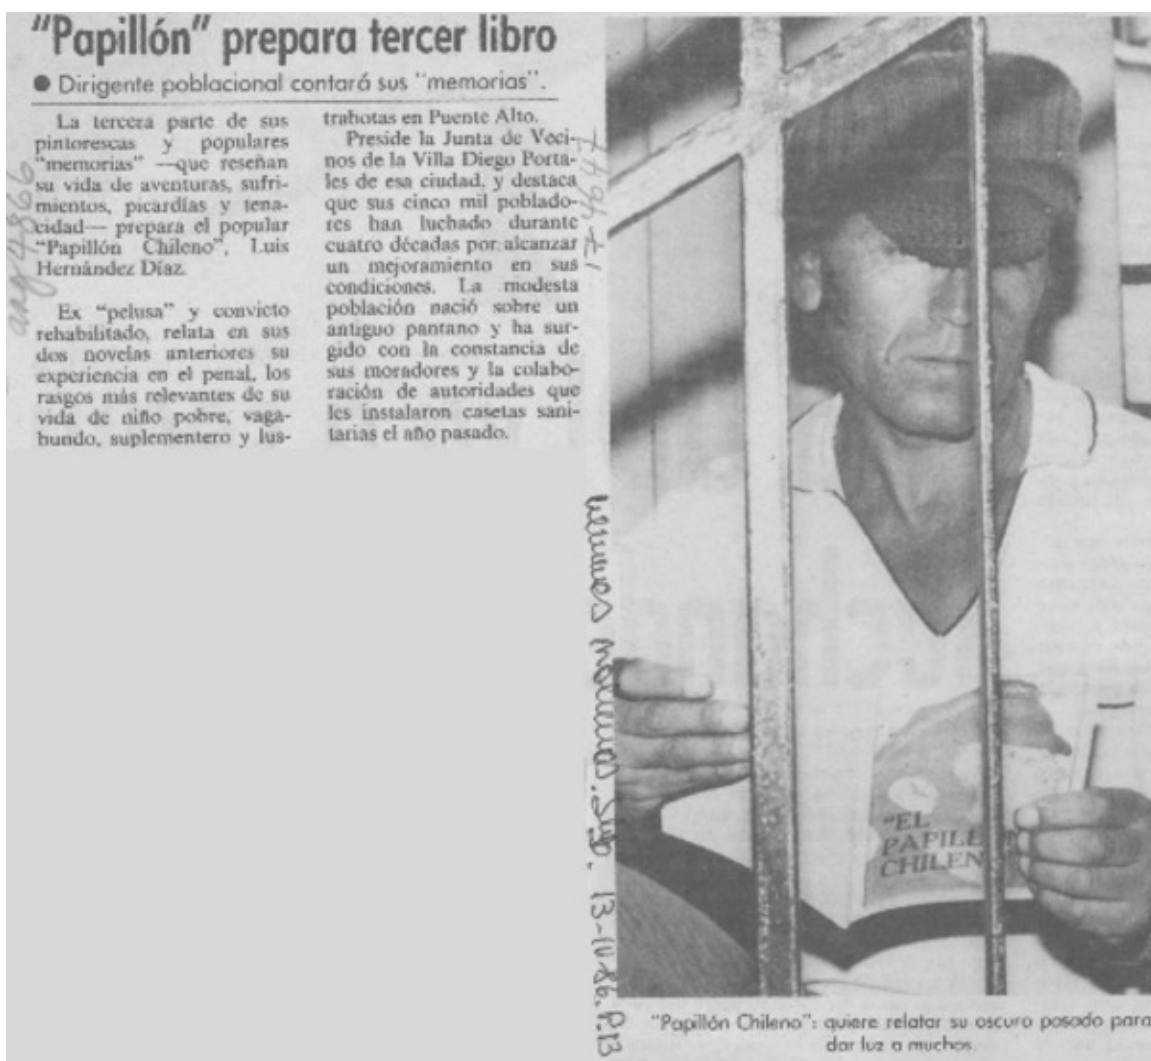 "Papillón" prepara tercer libro
● Dirigente poblacional contará sus "memorias".
La tercera parte de sus
pintorescas y populares
"memorias" —que reseñan
su vida de aventuras, sufri-
mientos, picardías y tena-
cidad— prepara el popular
"Papillón Chileno", Luis
Hernández Díaz.
Ex "pelusa" y convicto
rehabilitado, relata en sus
dos novelas anteriores su
experiencia en el penal, los
rasgos más relevantes de su
vida de niño pobre, vaga-
bundo, suplementero y lus-
trabotas en Puente Alto.
Preside la Junta de Veci-
nos de la Villa Diego Porta-
les de esa ciudad, y destaca
que sus cinco mil poblado-
res han luchado durante
cuatro décadas por alcanzar
un mejoramiento en sus
condiciones. La modesta
población nació sobre un
antiguo pantano y ha sur-
gido con la constancia de
sus moradores y la colabo-
ración de autoridades que
les instalaron casetas sani-
tarias el año pasado.
Últimas Noticias. Stgo. 13-IV-86. P.13
"EL
PAPILL
CHILEN
"Papillón Chileno": quiere relatar su oscuro pasado para
dar luz a muchos.